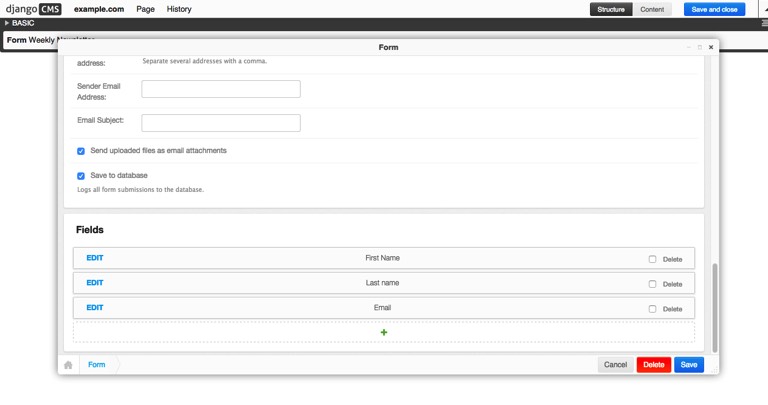 django CMS example.com Page History Structure Content Save and close
BASIC
Form Weekly Newsletter
Form
address:
Separate several addresses with a comma.
Sender Email
Address:
Email Subject:
Send uploaded files as email attachments
Save to database
Logs all form submissions to the database.
Fields
EDIT First Name Delete
EDIT Last name Delete
EDIT Email Delete
Form Cancel Delete Save